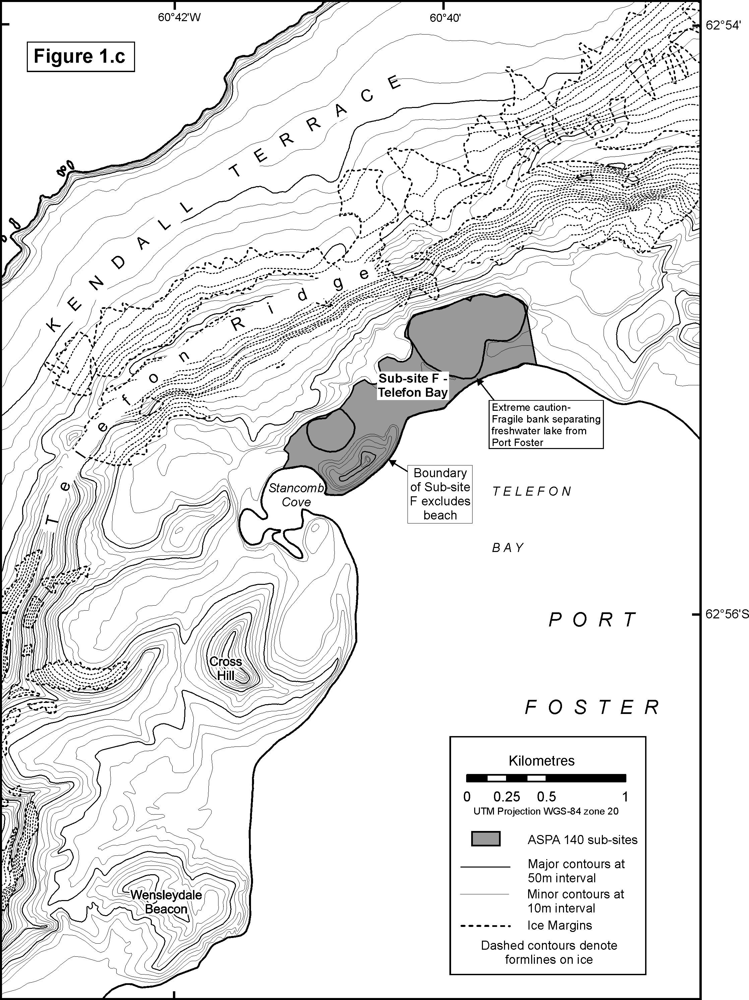 60°42'W
60°40'
62°54'
Figure 1.c
KENDALL TERRACE
Telefon Ridge
Sub-site F -
Telefon Bay
Extreme caution-
Fragile bank separating
freshwater lake from
Port Foster
Boundary
of Sub-site
F excludes
beach
Stancomb
Cove
TELEFON
BAY
PORT
62°56'S
Cross
Hill
FOSTER
Kilometres
0 0.25 0.5 1
UTM Projection WGS-84 zone 20
ASPA 140 sub-sites
Major contours at
50m interval
Minor contours at
10m interval
Ice Margins
Dashed contours denote
formlines on ice
Wensleydale
Beacon